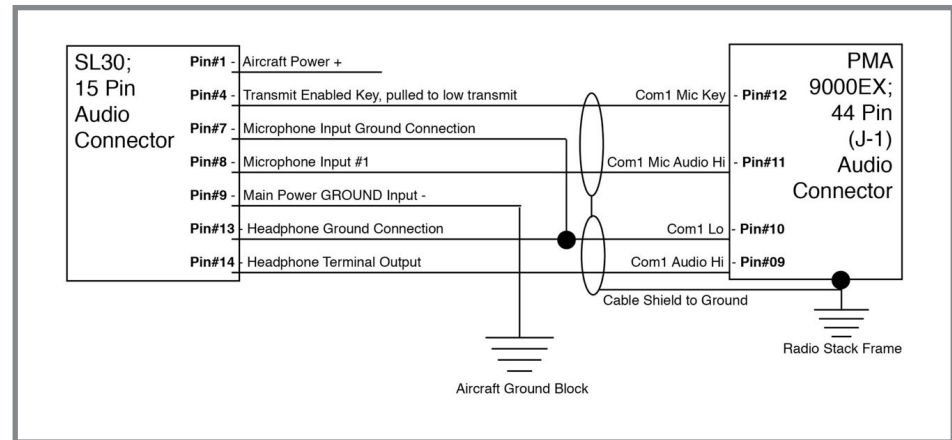 SL30;
15 Pin
Audio
Connector
Pin#1 - Aircraft Power +
Pin#4 - Transmit Enabled Key, pulled to low transmit
Pin#7 - Microphone Input Ground Connection
Pin#8 - Microphone Input #1
Pin#9 - Main Power GROUND Input -
Pin#13 - Headphone Ground Connection
Pin#14 - Headphone Terminal Output
Com1 Mic Key - Pin#12
Com1 Mic Audio Hi - Pin#11
Com1 Lo - Pin#10
Com1 Audio Hi - Pin#09
PMA
9000EX;
44 Pin
(J-1)
Audio
Connector
Cable Shield to Ground
Radio Stack Frame
Aircraft Ground Block